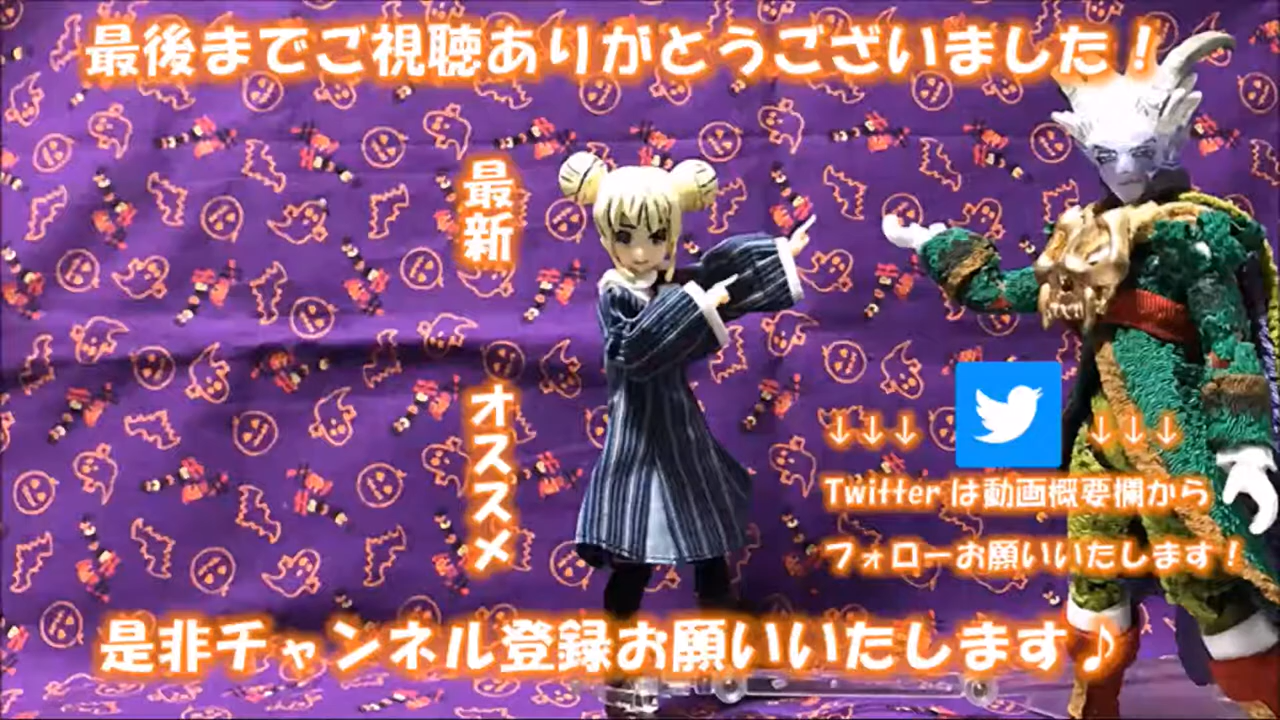 最後までご視聴ありがとうございました！
最新
オススメ
↓↓↓ ↓↓↓
Twitterは動画概要欄から
フォローお願いいたします！
是非チャンネル登録お願いいたします♪